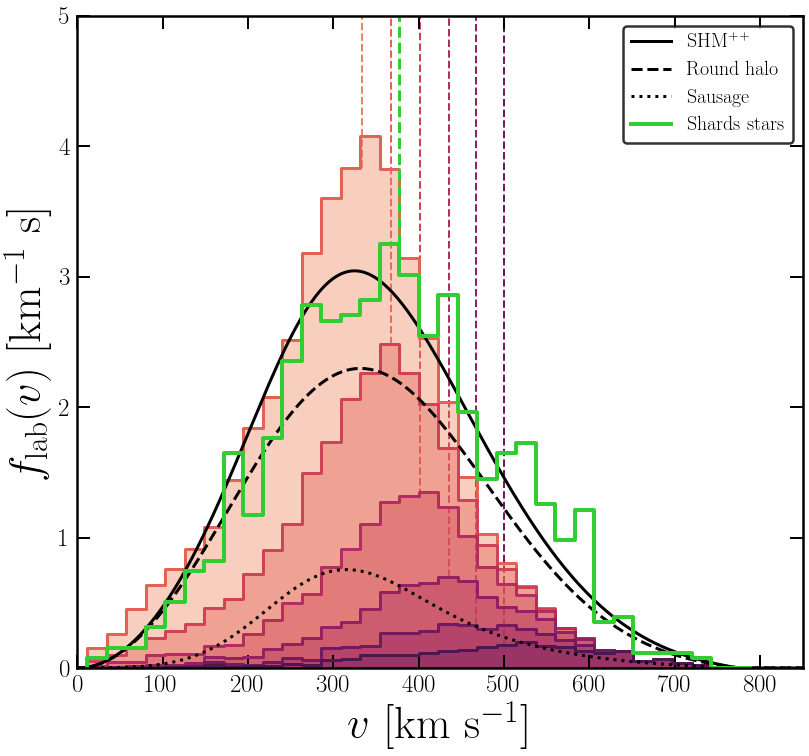 SHM++
Round halo
Sausage
Shards stars
5
4
3
2
1
0
f_lab(v) [km⁻¹ s]
0 100 200 300 400 500 600 700 800
v [km s⁻¹]